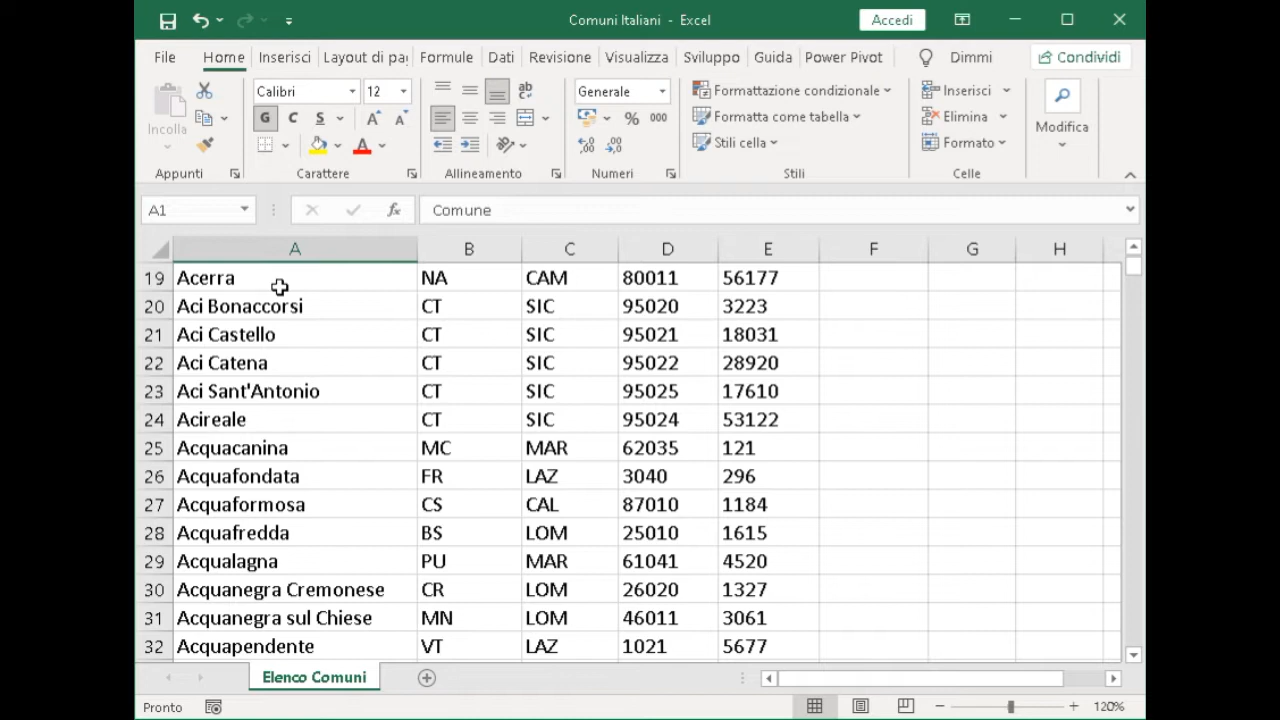 Comuni Italiani - Excel
Accedi
File Home Inserisci Layout di paq Formule Dati Revisione Visualizza Sviluppo Guida Power Pivot Dimmi Condividi
Incolla
Appunti
Calibri 12
G C S A A
A
Carattere
ab
Allineamento
Generale
% 000
,00 ,00
Numeri
Formattazione condizionale
Formatta come tabella
Stili cella
Stili
Inserisci
Elimina
Formato
Celle
Modifica
A1 fx Comune
A B C D E F G H
19 Acerra NA CAM 80011 56177
20 Aci Bonaccorsi CT SIC 95020 3223
21 Aci Castello CT SIC 95021 18031
22 Aci Catena CT SIC 95022 28920
23 Aci Sant'Antonio CT SIC 95025 17610
24 Acireale CT SIC 95024 53122
25 Acquacanina MC MAR 62035 121
26 Acquafondata FR LAZ 3040 296
27 Acquaformosa CS CAL 87010 1184
28 Acquafredda BS LOM 25010 1615
29 Acqualagna PU MAR 61041 4520
30 Acquanegra Cremonese CR LOM 26020 1327
31 Acquanegra sul Chiese MN LOM 46011 3061
32 Acquapendente VT LAZ 1021 5677
Elenco Comuni
Pronto 120%